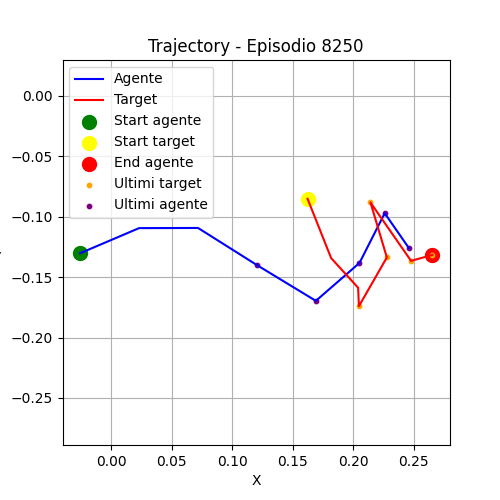 Trajectory - Episodio 8250
Agente
Target
Start agente
Start target
End agente
Ultimi target
Ultimi agente
0.00
−0.05
−0.10
−0.15
−0.20
−0.25
0.00
0.05
0.10
0.15
0.20
0.25
X